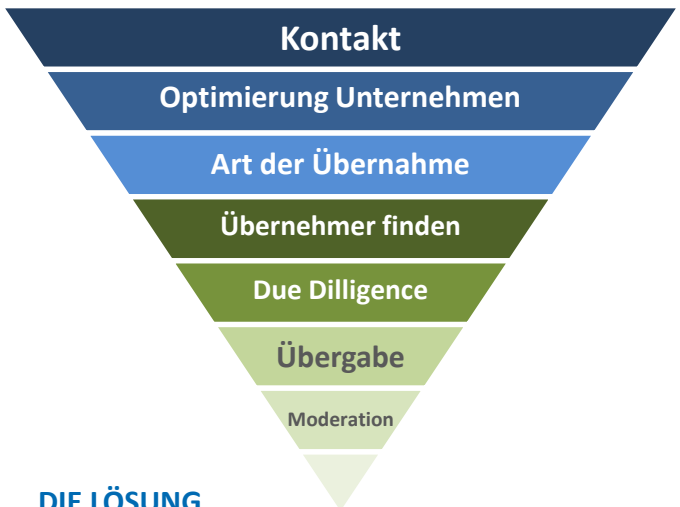 Kontakt
Optimierung Unternehmen
Art der Übernahme
Übernehmer finden
Due Dilligence
Übergabe
Moderation
DIE LÖSUNG